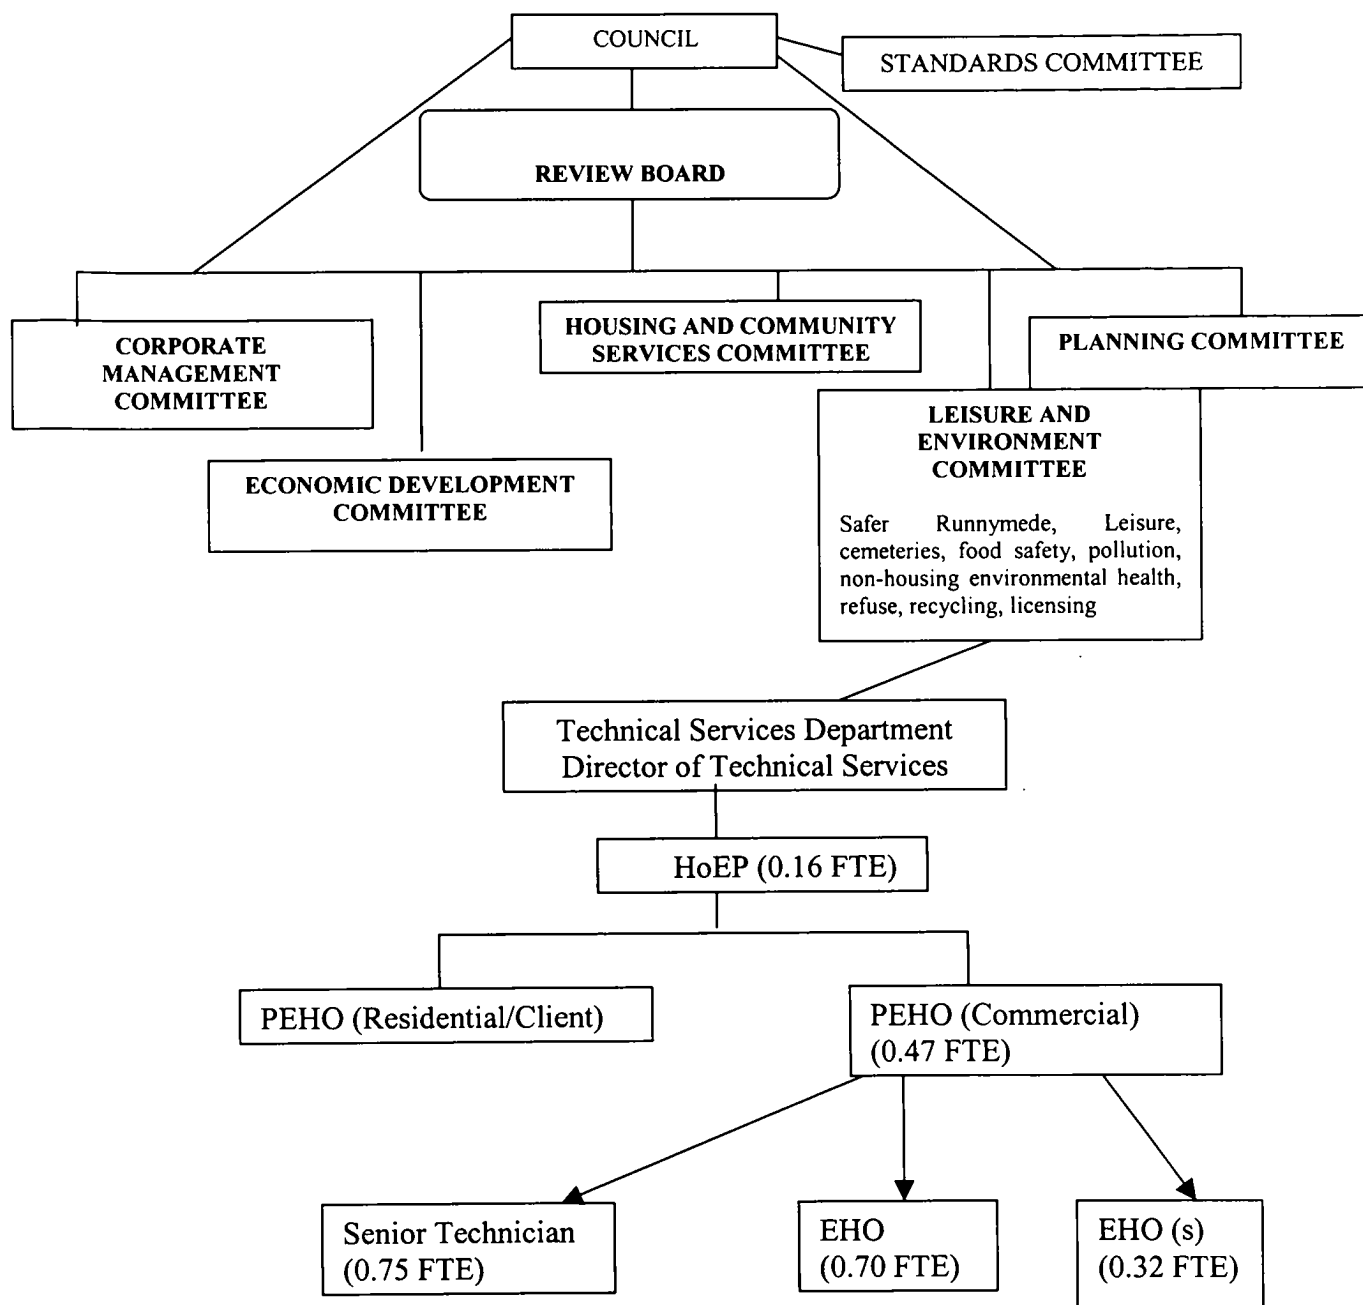 COUNCIL
STANDARDS COMMITTEE
REVIEW BOARD
CORPORATE
MANAGEMENT
COMMITTEE
ECONOMIC DEVELOPMENT
COMMITTEE
HOUSING AND COMMUNITY
SERVICES COMMITTEE
PLANNING COMMITTEE
LEISURE AND
ENVIRONMENT
COMMITTEE
Safer Runnymede, Leisure,
cemeteries, food safety, pollution,
non-housing environmental health,
refuse, recycling, licensing
Technical Services Department
Director of Technical Services
HoEP (0.16 FTE)
PEHO (Residential/Client)
PEHO (Commercial)
(0.47 FTE)
Senior Technician
(0.75 FTE)
EHO
(0.70 FTE)
EHO (s)
(0.32 FTE)